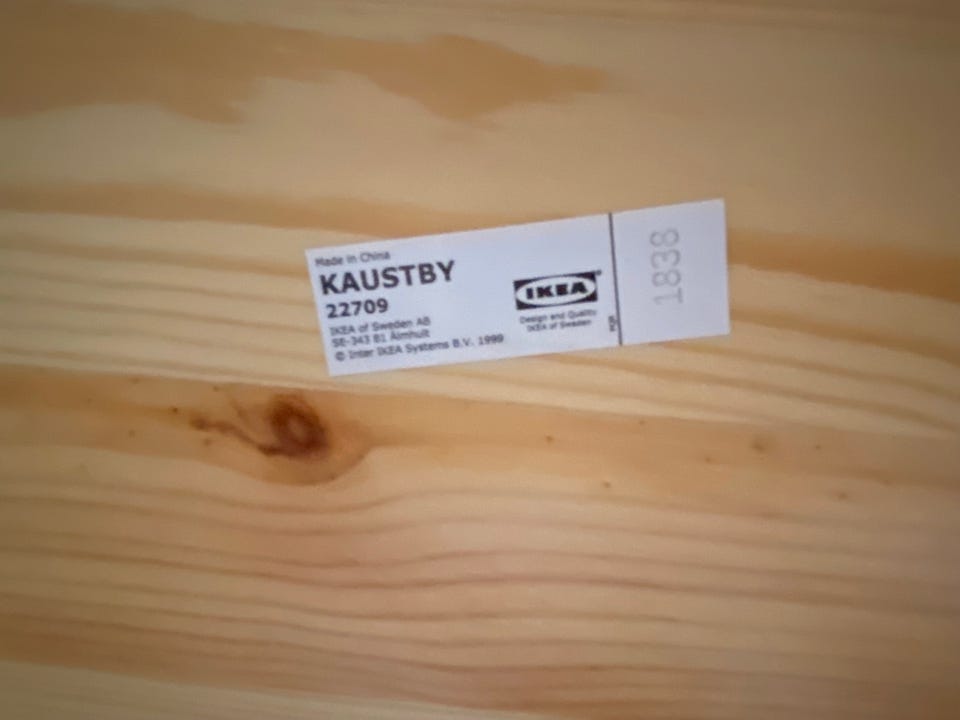 Made in China
KAUSTBY
22709
IKEA of Sweden AB
SE-343 81 Älmhult
© Inter IKEA Systems B.V. 1999
IKEA®
Design and Quality
IKEA of Sweden
1838